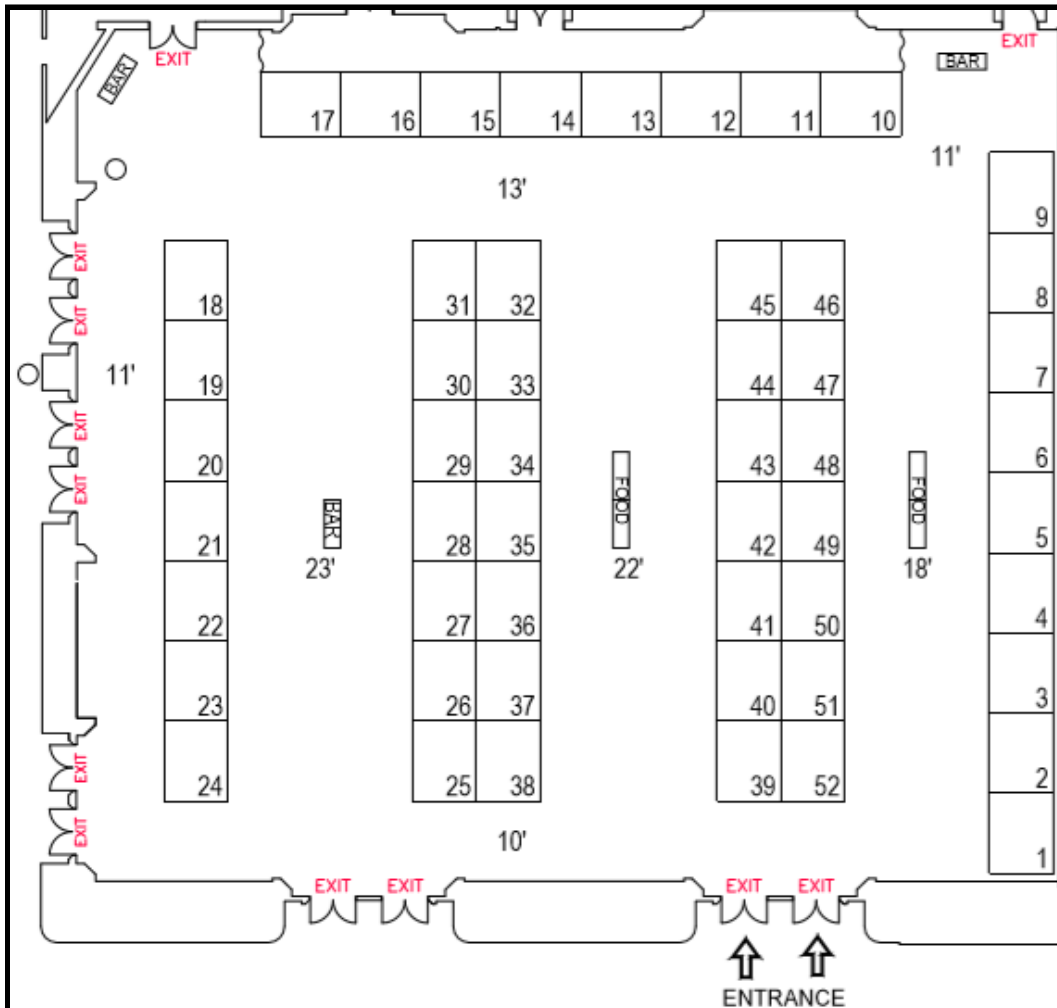 EXIT
EXIT
BAR
BAR
17 16 15 14 13 12 11 10
11'
13'
9
EXIT
18 31 32 45 46 8
EXIT
11'
19 30 33 44 47 7
EXIT
20 29 34 43 48 6
EXIT
FOOD
FOOD
BAR
21 28 35 42 49 5
23' 22' 18'
22 27 36 41 50 4
23 26 37 40 51 3
EXIT
24 25 38 39 52 2
EXIT
10'
1
EXIT EXIT EXIT EXIT
ENTRANCE